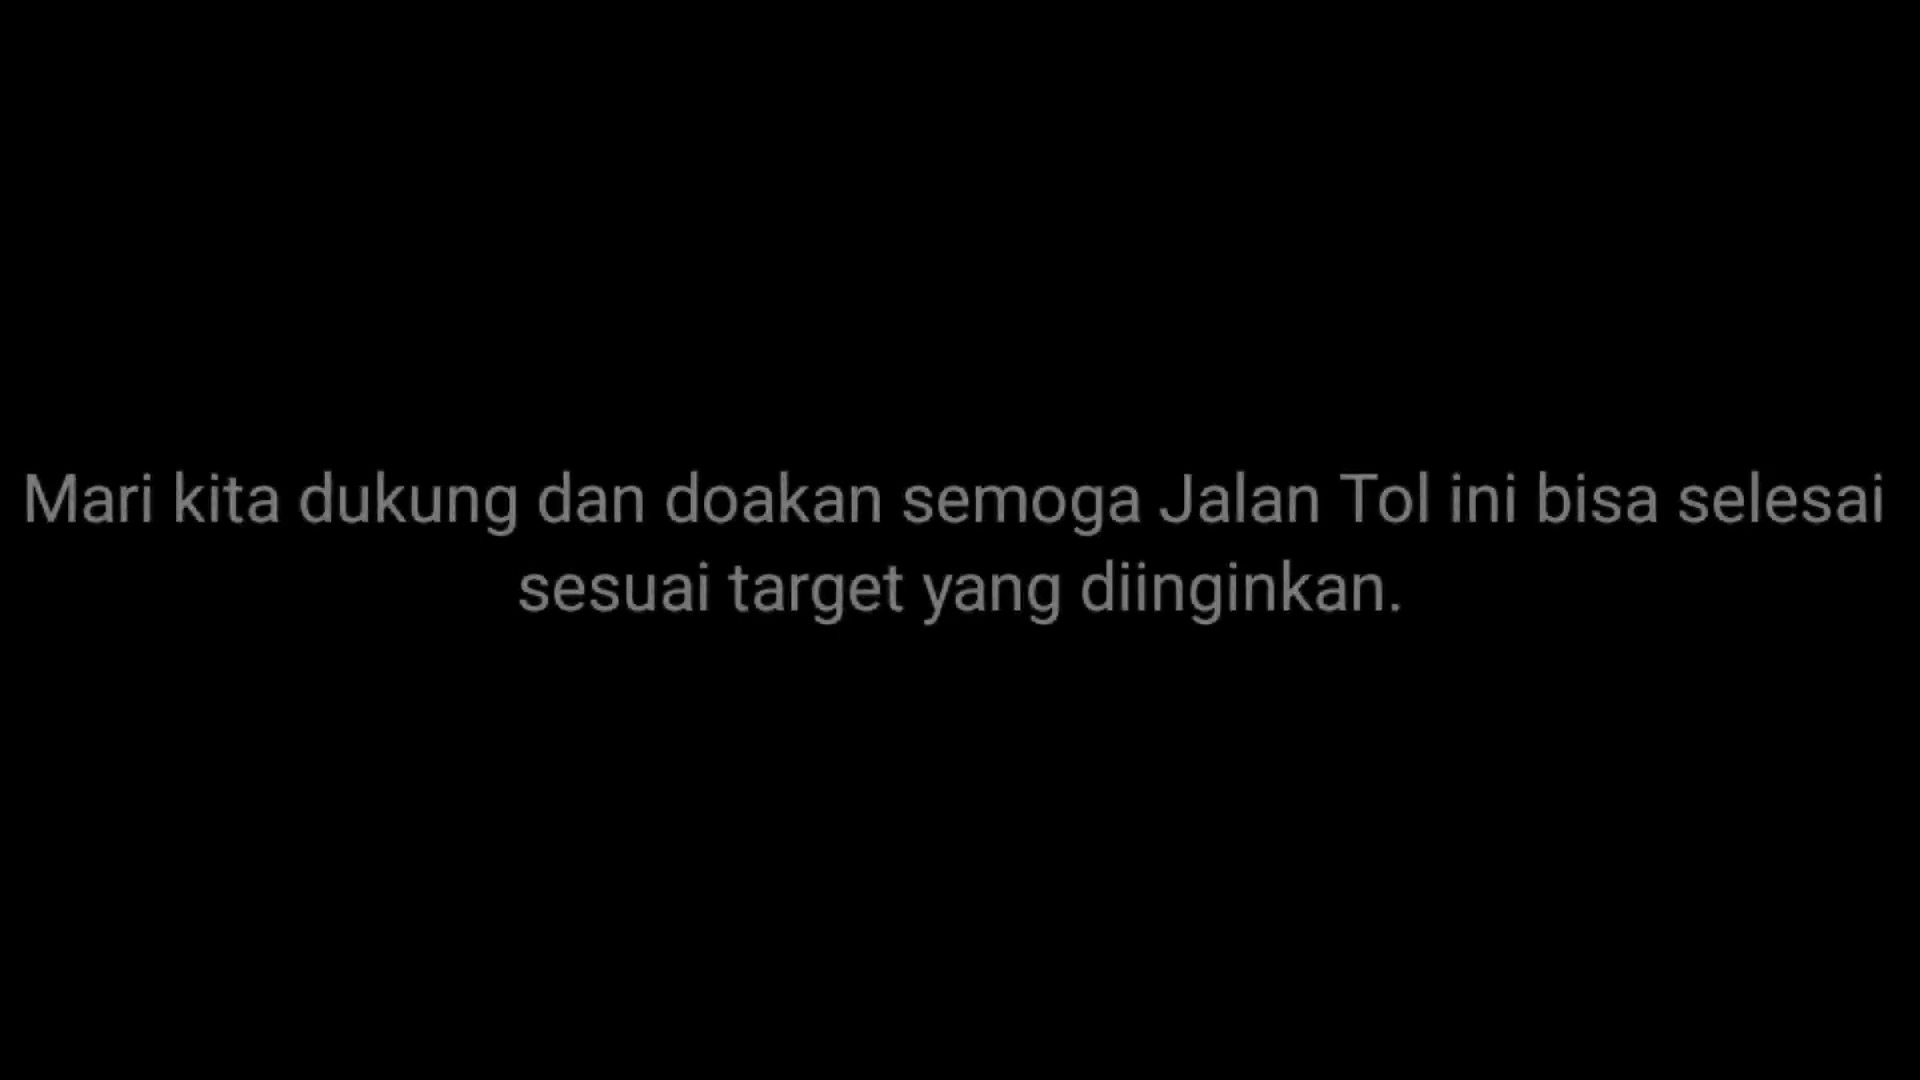 Mari kita dukung dan doakan semoga Jalan Tol ini bisa selesai
sesuai target yang diinginkan.